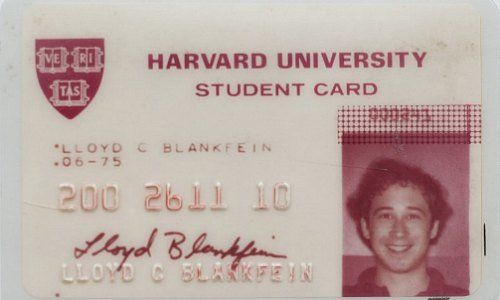 VE RI
TAS
HARVARD UNIVERSITY
STUDENT CARD
LLOYD C BLANKFEIN
06-75
200 2611 10
Lloyd Blankfein
LLOYD C BLANKFEIN